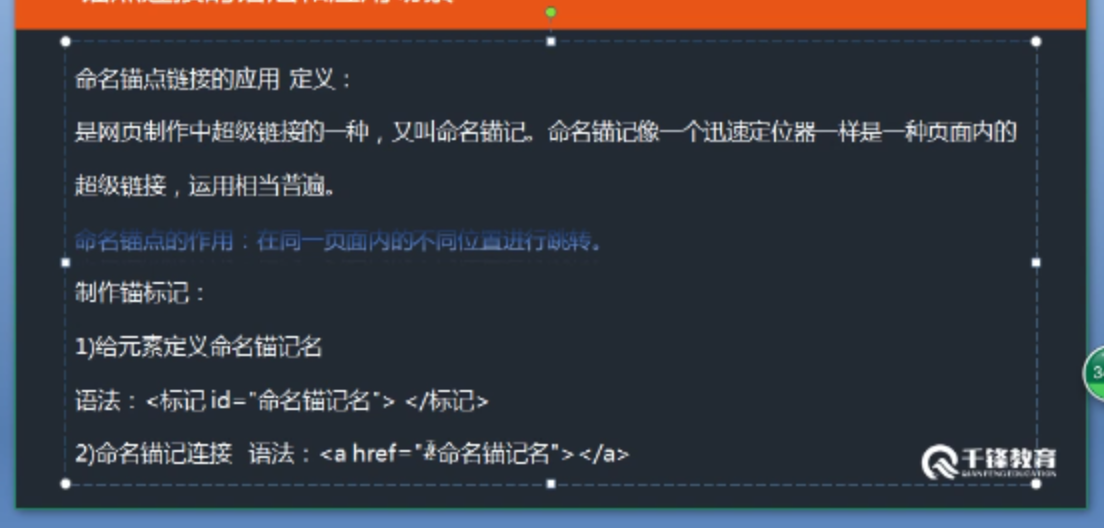 命名锚点链接的应用 定义：
是网页制作中超级链接的一种，又叫命名锚记。命名锚记像一个迅速定位器一样是一种页面内的
超级链接，运用相当普遍。
命名锚点的作用：在同一页面内的不同位置进行跳转。
制作锚标记：
1)给元素定义命名锚记名
语法：<标记 id="命名锚记名"> </标记>
2)命名锚记连接 语法：<a href="#命名锚记名"></a>
千锋教育